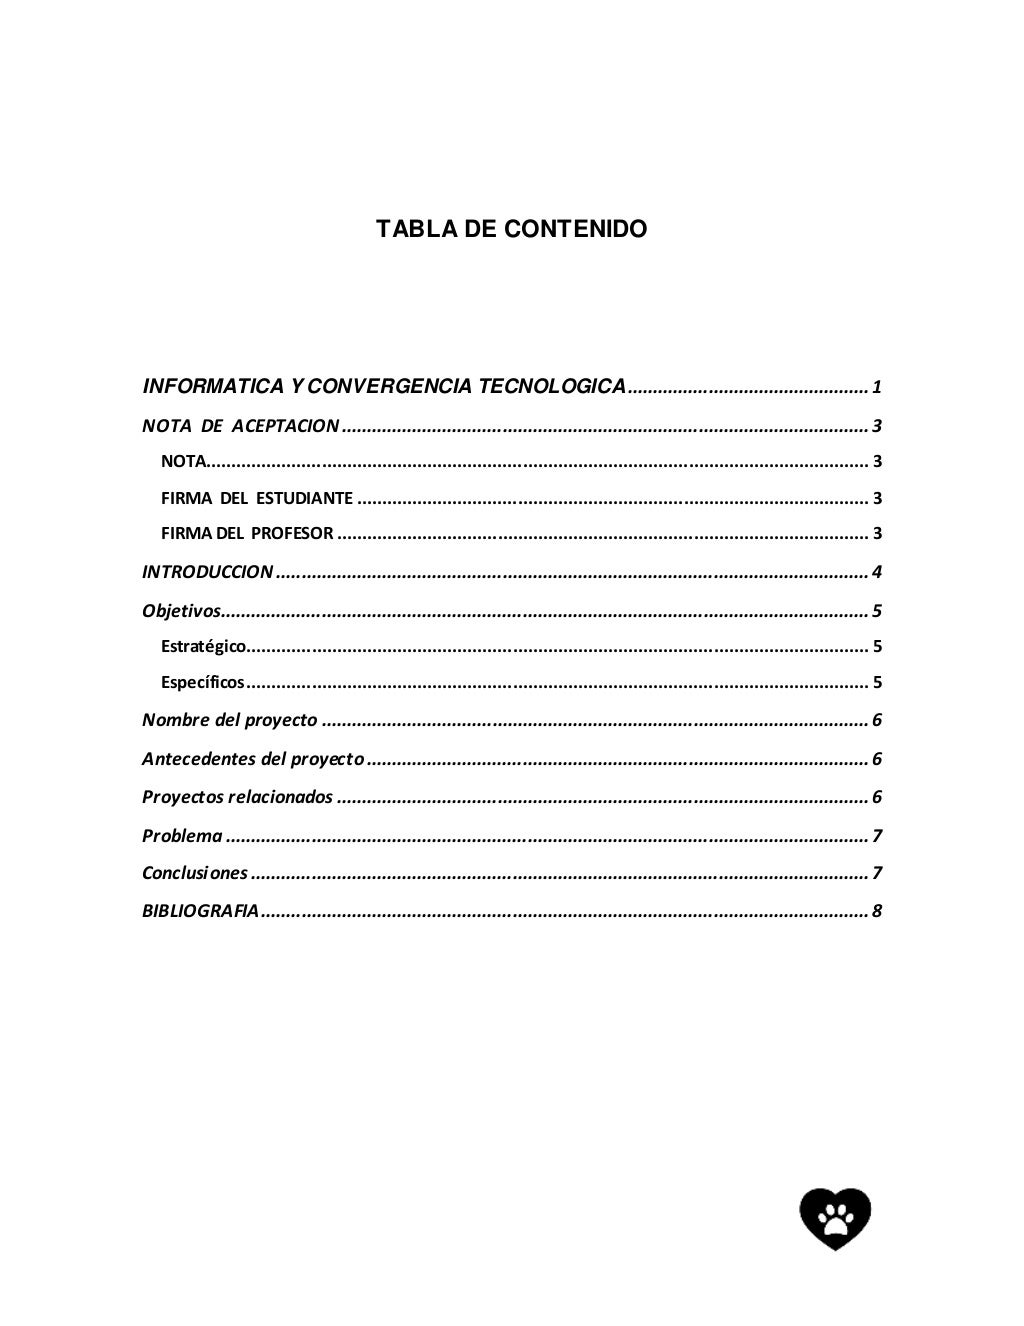 TABLA DE CONTENIDO
INFORMATICA Y CONVERGENCIA TECNOLOGICA................................................ 1
NOTA DE ACEPTACION......................................................................................................... 3
NOTA.................................................................................................................................... 3
FIRMA DEL ESTUDIANTE ...................................................................................................... 3
FIRMA DEL PROFESOR .......................................................................................................... 3
INTRODUCCION...................................................................................................................... 4
Objetivos................................................................................................................................. 5
Estratégico............................................................................................................................ 5
Específicos............................................................................................................................ 5
Nombre del proyecto ............................................................................................................. 6
Antecedentes del proyecto.................................................................................................... 6
Proyectos relacionados .......................................................................................................... 6
Problema ................................................................................................................................ 7
Conclusiones........................................................................................................................... 7
BIBLIOGRAFIA......................................................................................................................... 8